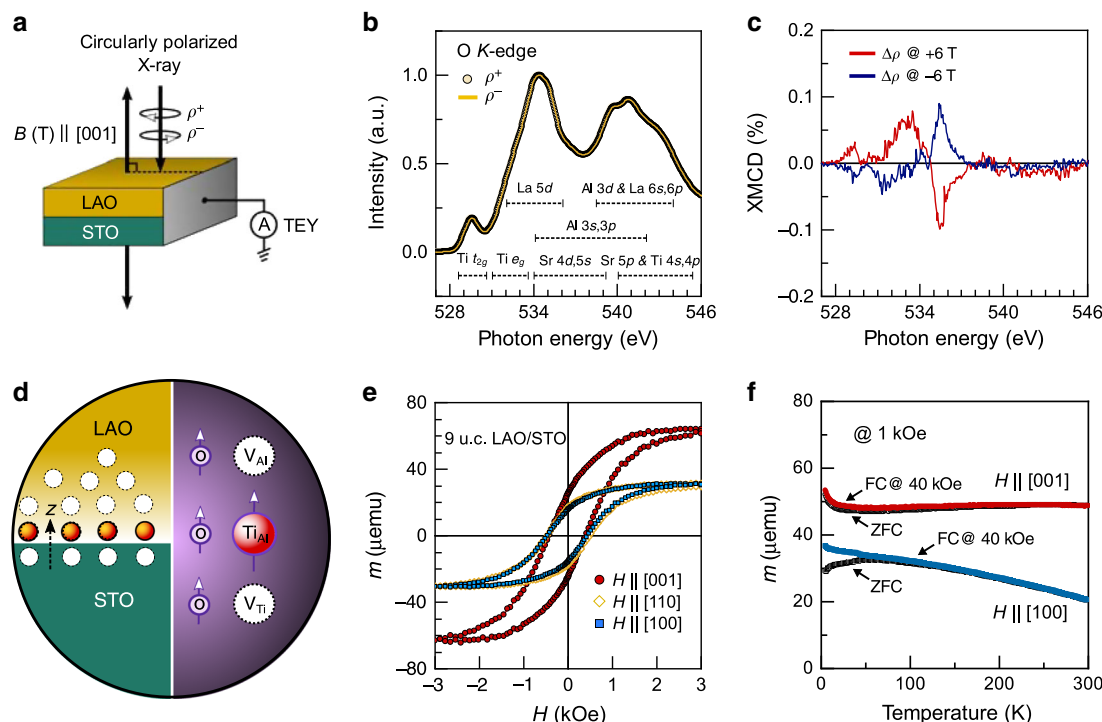 a
Circularly polarized
X-ray
ρ⁺
ρ⁻
B (T) || [001]
LAO
STO
A
TEY
b
O K-edge
ρ⁺
ρ⁻
Intensity (a.u.)
1.0
0.5
0.0
La 5d
Al 3d & La 6s,6p
Al 3s,3p
Ti t2g
Ti eg
Sr 4d,5s
Sr 5p & Ti 4s,4p
528
534
540
546
Photon energy (eV)
c
Δρ @ +6 T
Δρ @ –6 T
XMCD (%)
0.2
0.1
0.0
−0.1
−0.2
528
534
540
546
Photon energy (eV)
d
LAO
z
STO
O
VAl
O
TiAl
O
VTi
e
9 u.c. LAO/STO
m (μemu)
80
60
30
0
−30
−60
−80
H || [001]
H || [110]
H || [100]
−3
−2
−1
0
1
2
3
H (kOe)
f
@ 1 kOe
m (μemu)
80
60
40
20
0
FC @ 40 kOe
H || [001]
ZFC
FC @ 40 kOe
ZFC
H || [100]
0
100
200
300
Temperature (K)